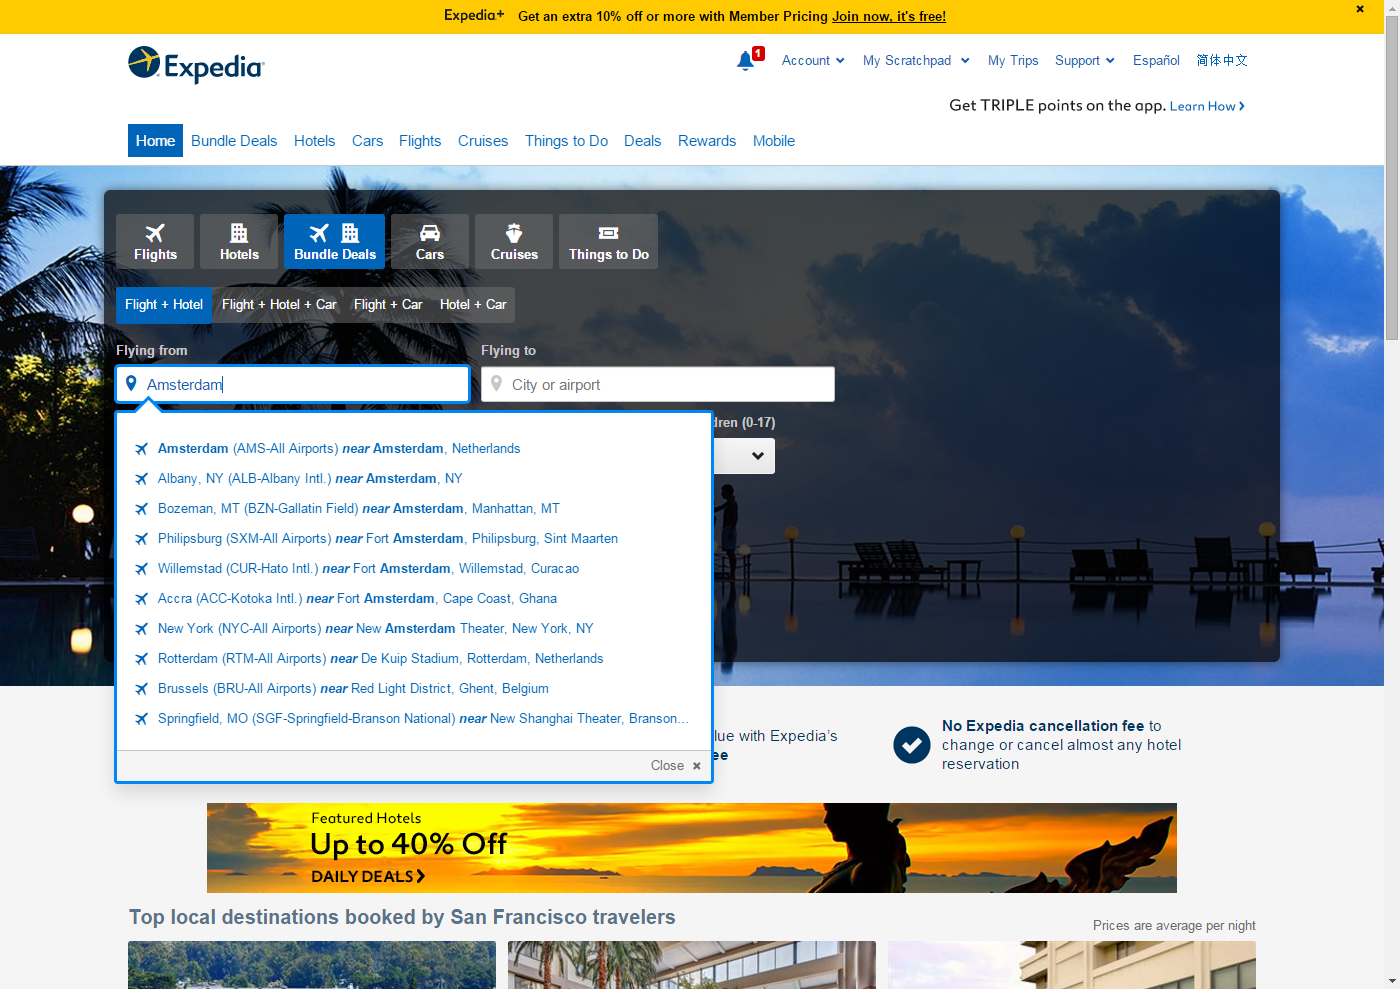 Expedia+ Get an extra 10% off or more with Member Pricing Join now, it's free!
Expedia
1 Account My Scratchpad My Trips Support Español 简体中文
Get TRIPLE points on the app. Learn How
Home Bundle Deals Hotels Cars Flights Cruises Things to Do Deals Rewards Mobile
Flights Hotels Bundle Deals Cars Cruises Things to Do
Flight + Hotel Flight + Hotel + Car Flight + Car Hotel + Car
Flying from Flying to
Amsterdam City or airport
dren (0-17)
Amsterdam (AMS-All Airports) near Amsterdam, Netherlands
Albany, NY (ALB-Albany Intl.) near Amsterdam, NY
Bozeman, MT (BZN-Gallatin Field) near Amsterdam, Manhattan, MT
Philipsburg (SXM-All Airports) near Fort Amsterdam, Philipsburg, Sint Maarten
Willemstad (CUR-Hato Intl.) near Fort Amsterdam, Willemstad, Curacao
Accra (ACC-Kotoka Intl.) near Fort Amsterdam, Cape Coast, Ghana
New York (NYC-All Airports) near New Amsterdam Theater, New York, NY
Rotterdam (RTM-All Airports) near De Kuip Stadium, Rotterdam, Netherlands
Brussels (BRU-All Airports) near Red Light District, Ghent, Belgium
Springfield, MO (SGF-Springfield-Branson National) near New Shanghai Theater, Branson...
Close
lue with Expedia's
ee
No Expedia cancellation fee to
change or cancel almost any hotel
reservation
Featured Hotels
Up to 40% Off
DAILY DEALS
Top local destinations booked by San Francisco travelers
Prices are average per night